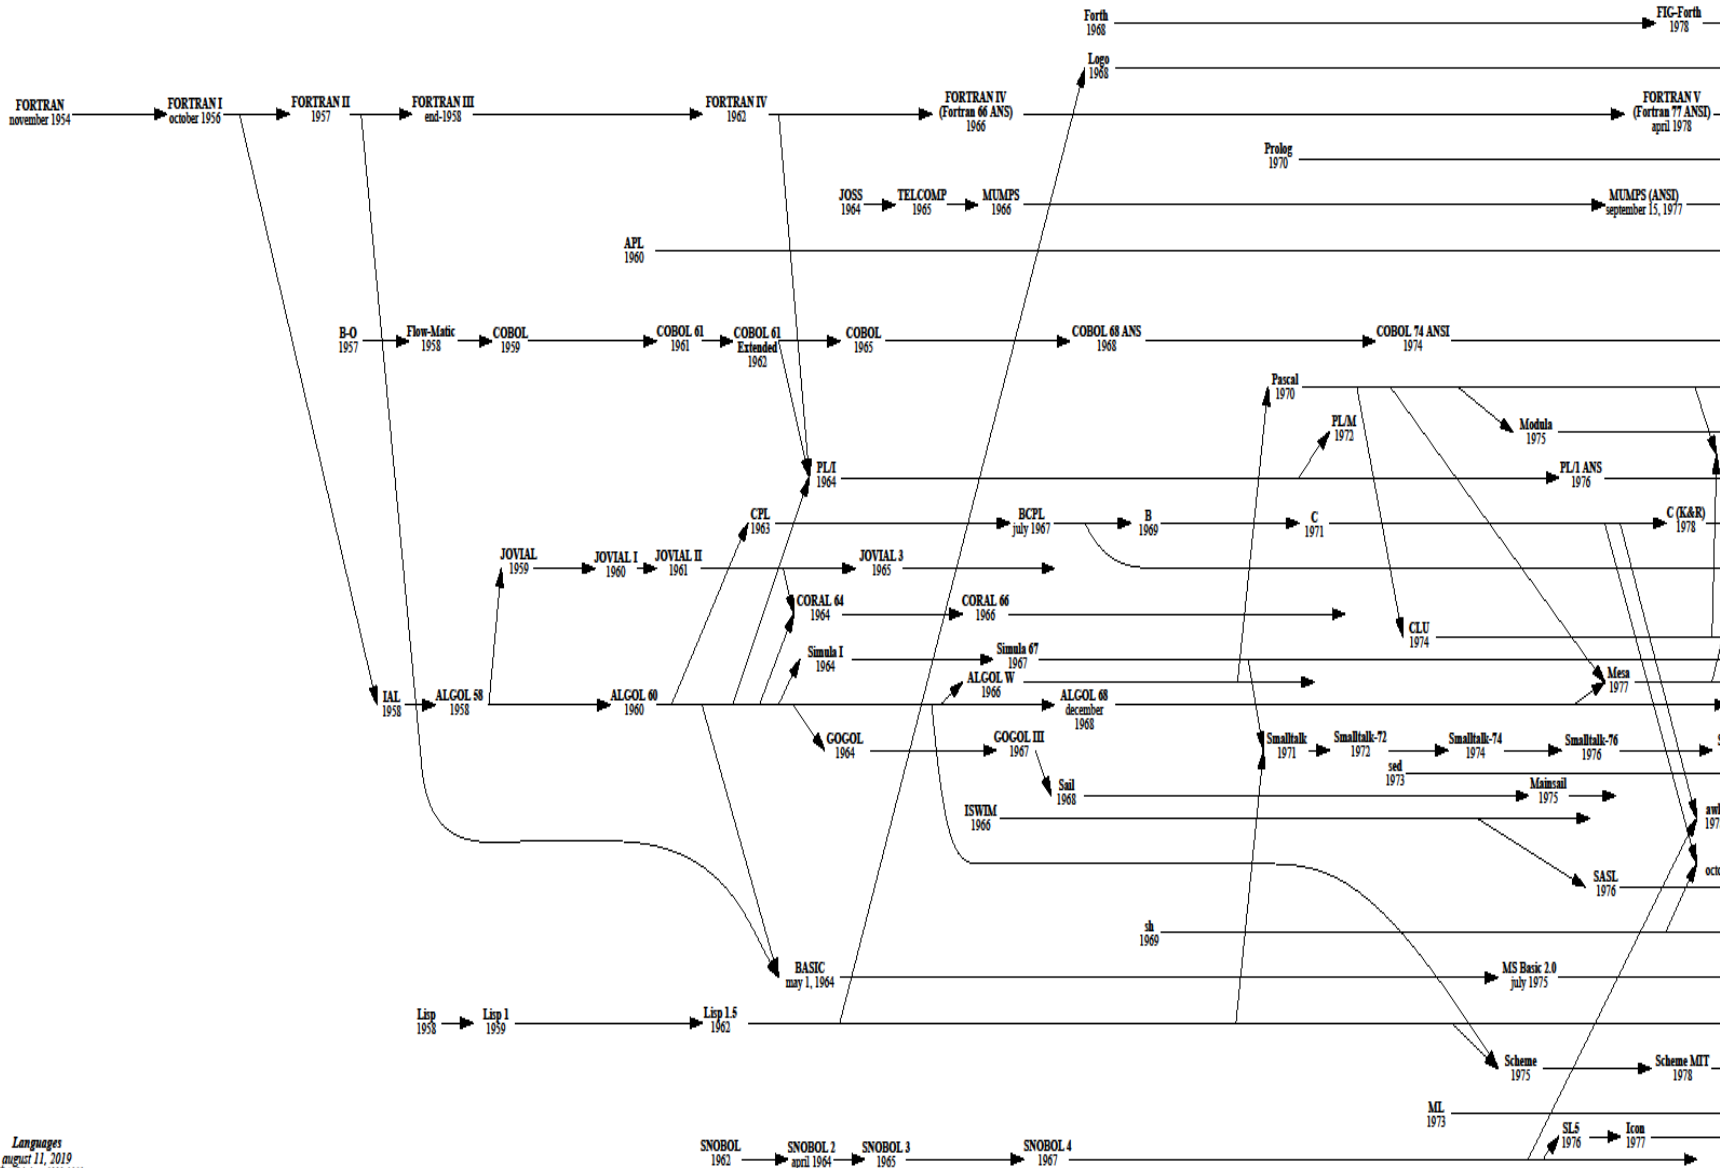 Forth
1968
FIG-Forth
1978
Logo
1968
FORTRAN
november 1954
FORTRAN I
october 1956
FORTRAN II
1957
FORTRAN III
end-1958
FORTRAN IV
1962
FORTRAN IV
(Fortran 66 ANS)
1966
FORTRAN V
(Fortran 77 ANSI)
april 1978
Prolog
1970
JOSS
1964
TELCOMP
1965
MUMPS
1966
MUMPS (ANSI)
september 15, 1977
APL
1960
B-O
1957
Flow-Matic
1958
COBOL
1959
COBOL 61
1961
COBOL 61
Extended
1962
COBOL
1965
COBOL 68 ANS
1968
COBOL 74 ANSI
1974
Pascal
1970
PL/M
1972
Modula
1975
PL/I
1964
PL/1 ANS
1976
CPL
1963
BCPL
july 1967
B
1969
C
1971
C (K&R)
1978
JOVIAL
1959
JOVIAL I
1960
JOVIAL II
1961
JOVIAL 3
1965
CORAL 64
1964
CORAL 66
1966
CLU
1974
Simula I
1964
Simula 67
1967
ALGOL W
1966
Mesa
1977
IAL
1958
ALGOL 58
1958
ALGOL 60
1960
ALGOL 68
december
1968
GOGOL
1964
GOGOL III
1967
Smalltalk
1971
Smalltalk-72
1972
Smalltalk-74
1974
Smalltalk-76
1976
S
sed
1973
Sail
1968
Mainsail
1975
ISWIM
1966
aw
197
SASL
1976
octo
sh
1969
BASIC
may 1, 1964
MS Basic 2.0
july 1975
Lisp
1958
Lisp 1
1959
Lisp 1.5
1962
Scheme
1975
Scheme MIT
1978
ML
1973
SNOBOL
1962
SNOBOL 2
april 1964
SNOBOL 3
1965
SNOBOL 4
1967
SL5
1976
Icon
1977
Languages
august 11, 2019